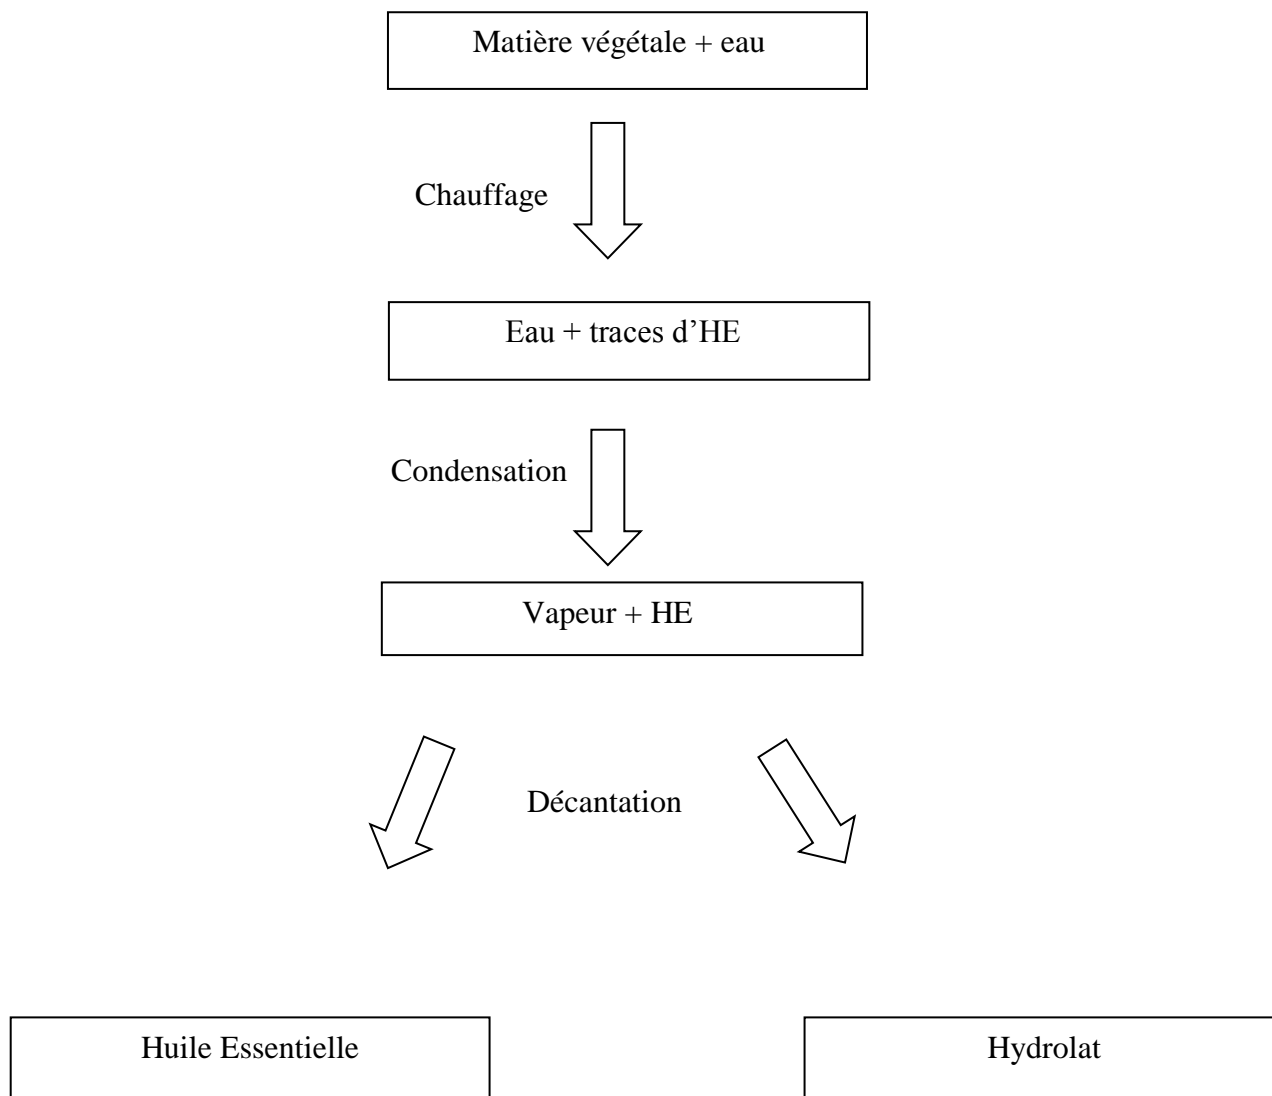 Matière végétale + eau
Chauffage
Eau + traces d’HE
Condensation
Vapeur + HE
Décantation
Huile Essentielle
Hydrolat